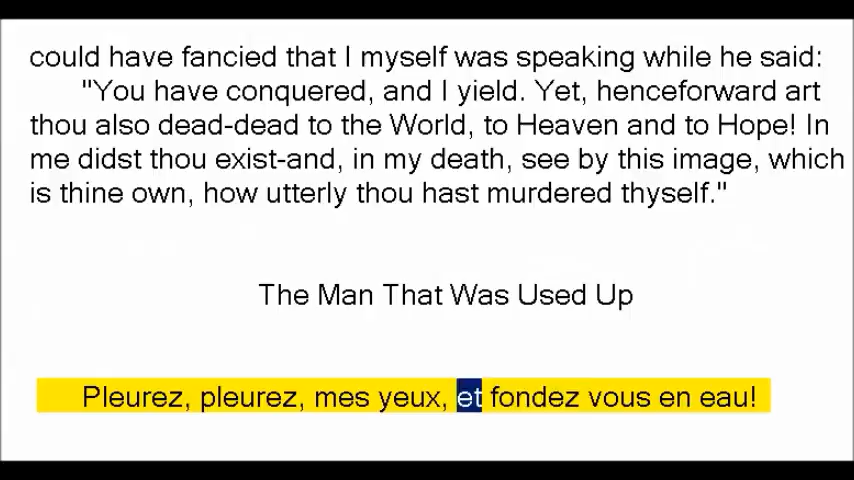 could have fancied that I myself was speaking while he said:
"You have conquered, and I yield. Yet, henceforward art
thou also dead-dead to the World, to Heaven and to Hope! In
me didst thou exist-and, in my death, see by this image, which
is thine own, how utterly thou hast murdered thyself."
The Man That Was Used Up
Pleurez, pleurez, mes yeux, et fondez vous en eau!